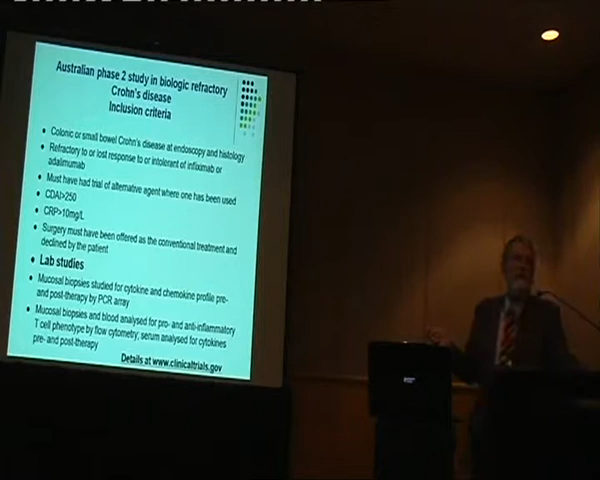 Australian phase 2 study in biologic refractory
Crohn's disease
Inclusion criteria
• Colonic or small bowel Crohn's disease at endoscopy and histology
• Refractory to or lost response to or intolerant of infliximab or
adalimumab
• Must have had trial of alternative agent where one has been used
• CDAI>250
• CRP>10mg/L
• Surgery must have been offered as the conventional treatment and
declined by the patient
• Lab studies
• Mucosal biopsies studied for cytokine and chemokine profile pre-
and post-therapy by PCR array
• Mucosal biopsies and blood analysed for pro- and anti-inflammatory
T cell phenotype by flow cytometry; serum analysed for cytokines
pre- and post-therapy
Details at www.clinicaltrials.gov